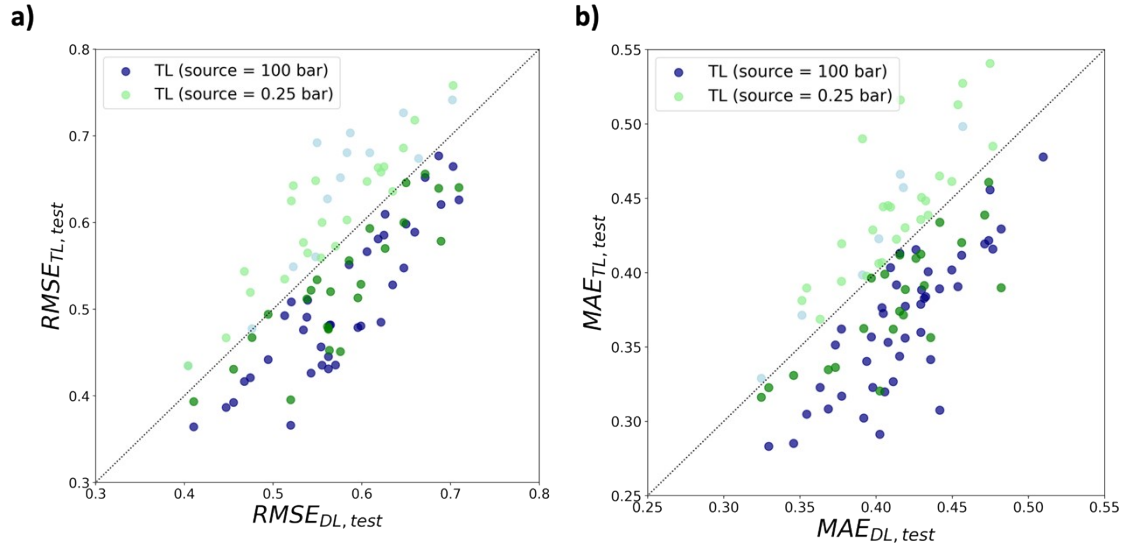 a)
0.8
0.7
0.6
0.5
0.4
0.3
TL (source = 100 bar)
TL (source = 0.25 bar)
RMSE_TL, test
0.3 0.4 0.5 0.6 0.7 0.8
RMSE_DL, test
b)
0.55
0.50
0.45
0.40
0.35
0.30
0.25
TL (source = 100 bar)
TL (source = 0.25 bar)
MAE_TL, test
0.25 0.30 0.35 0.40 0.45 0.50 0.55
MAE_DL, test